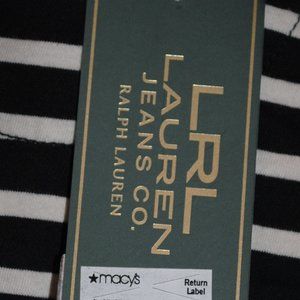 LRL
LAUREN
JEANS CO.
RALPH LAUREN
★macy's
Return
Label